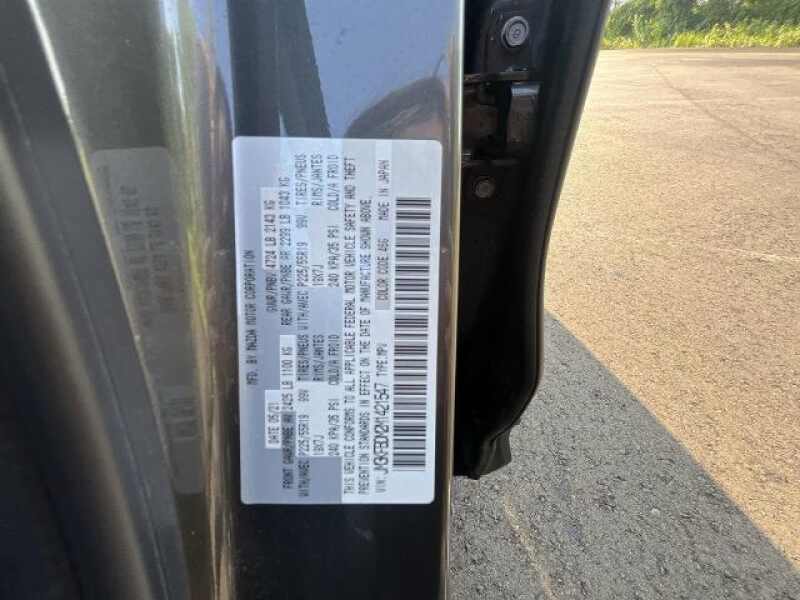 MFD. BY MAZDA MOTOR CORPORATION
DATE 05/21 GVWR/PNBV 4724 LB 2143 KG
FRONT GAWR/PNBE AV 2425 LB 1100 KG REAR GAWR/PNBE AR 2299 LB 1043 KG
WITH/AVEC P225/55R19 99V TIRES/PNEUS WITH/AVEC P225/55R19 99V TIRES/PNEUS
19X7J RIMS/JANTES 19X7J RIMS/JANTES
240 KPA/35 PSI COLD/A FROID 240 KPA/35 PSI COLD/A FROID
THIS VEHICLE CONFORMS TO ALL APPLICABLE FEDERAL MOTOR VEHICLE SAFETY AND THEFT
PREVENTION STANDARDS IN EFFECT ON THE DATE OF MANUFACTURE SHOWN ABOVE.
VIN: TYPE:MPV COLOR CODE:46G MADE IN JAPAN